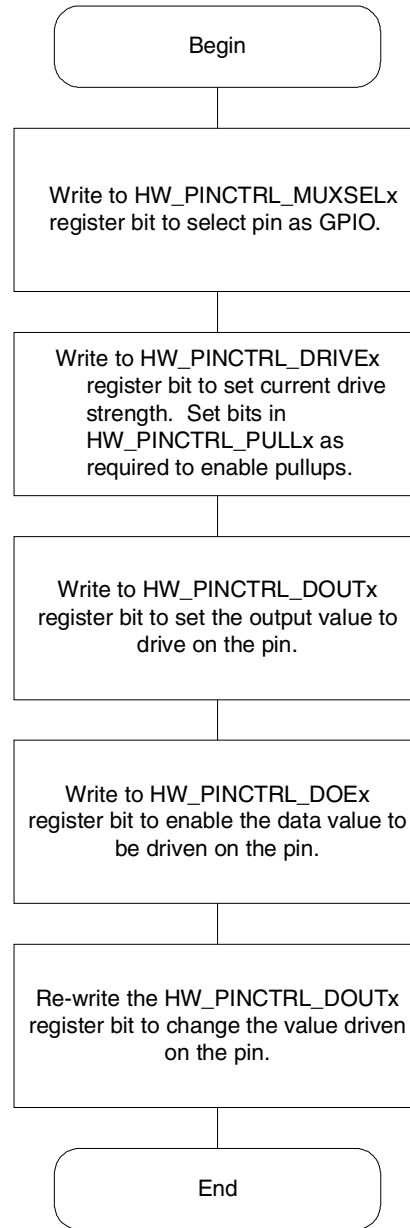 Begin
Write to HW_PINCTRL_MUXSELx
register bit to select pin as GPIO.
Write to HW_PINCTRL_DRIVEx
register bit to set current drive
strength.  Set bits in
HW_PINCTRL_PULLx as
required to enable pullups.
Write to HW_PINCTRL_DOUTx
register bit to set the output value to
drive on the pin.
Write to HW_PINCTRL_DOEx
register bit to enable the data value to
be driven on the pin.
Re-write the HW_PINCTRL_DOUTx
register bit to change the value driven
on the pin.
End